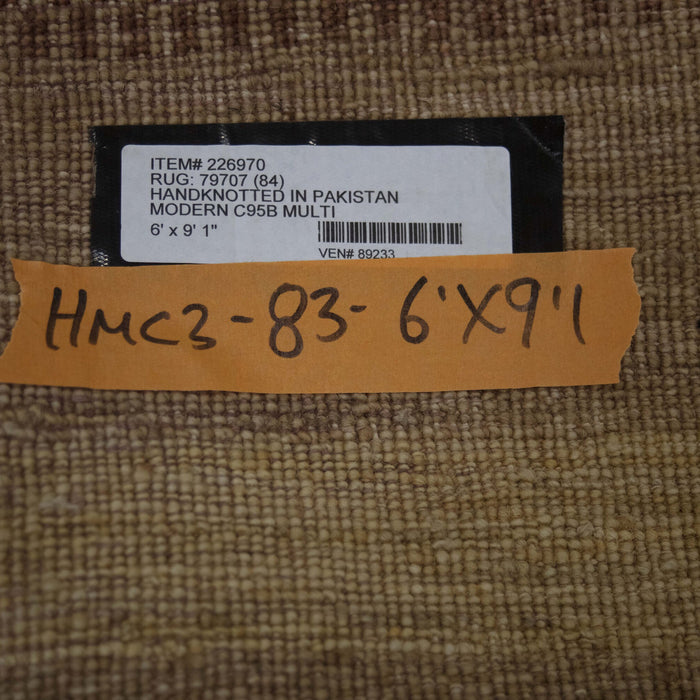 ITEM# 226970
RUG: 79707 (84)
HANDKNOTTED IN PAKISTAN
MODERN C95B MULTI
6' x 9' 1"
VEN# 89233
HMC3-83-6'X9'1